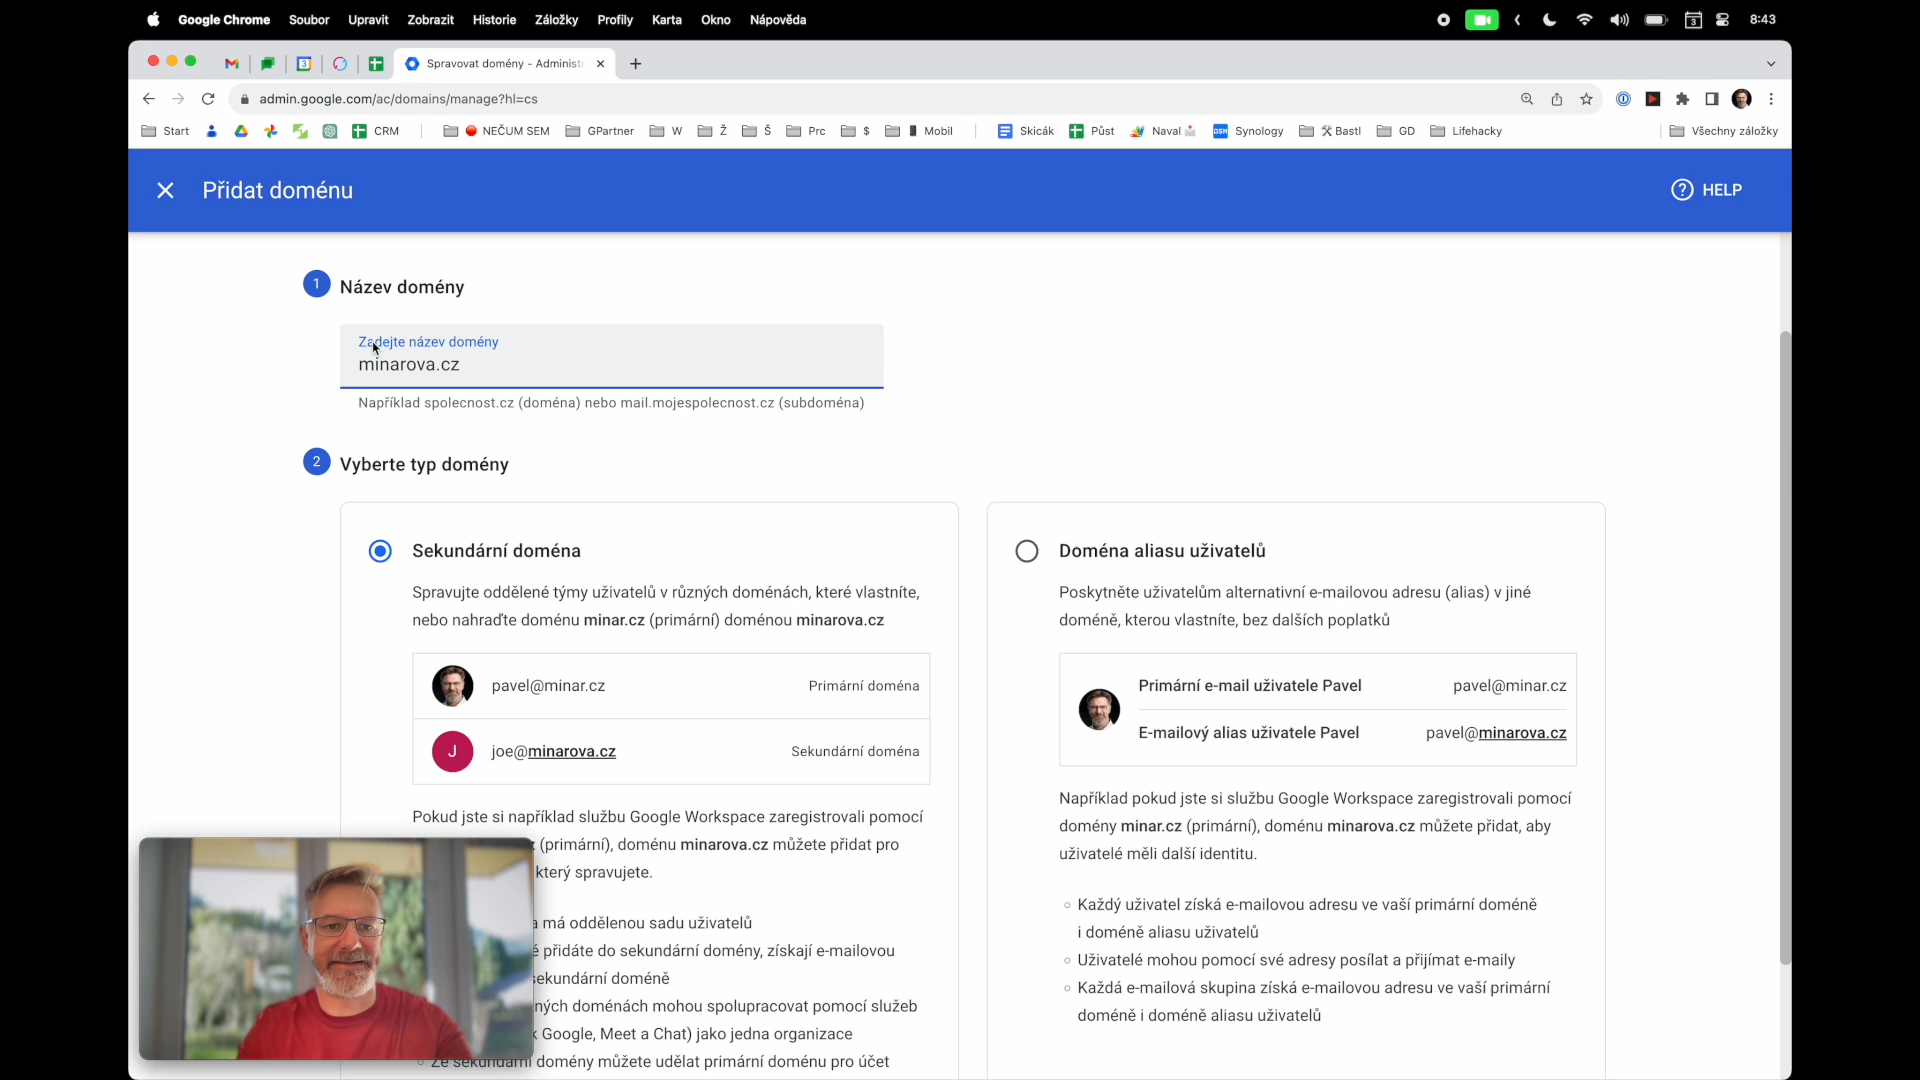 Google Chrome Soubor Upravit Zobrazit Historie Záložky Profily Karta Okno Nápověda 3 8:43
3 Spravovat domény - Administ
admin.google.com/ac/domains/manage?hl=cs
Start CRM NEČUM SEM GPartner W Ž Š Prc $ Mobil Skicák Půst Naval DSM Synology Bastl GD Lifehacky Všechny záložky
Přidat doménu ? HELP
1 Název domény
Zadejte název domény
minarova.cz
Například spolecnost.cz (doména) nebo mail.mojespolecnost.cz (subdoména)
2 Vyberte typ domény
Sekundární doména
Spravujte oddělené týmy uživatelů v různých doménách, které vlastníte,
nebo nahraďte doménu minar.cz (primární) doménou minarova.cz
pavel@minar.cz Primární doména
J joe@minarova.cz Sekundární doména
Pokud jste si například službu Google Workspace zaregistrovali pomocí
(primární), doménu minarova.cz můžete přidat pro
který spravujete.
má oddělenou sadu uživatelů
přidáte do sekundární domény, získají e-mailovou
sekundární doméně
ných doménách mohou spolupracovat pomocí služeb
Google, Meet a Chat) jako jedna organizace
Ze sekundární domény můžete udělat primární doménu pro účet
Doména aliasu uživatelů
Poskytněte uživatelům alternativní e-mailovou adresu (alias) v jiné
doméně, kterou vlastníte, bez dalších poplatků
Primární e-mail uživatele Pavel pavel@minar.cz
E-mailový alias uživatele Pavel pavel@minarova.cz
Například pokud jste si službu Google Workspace zaregistrovali pomocí
domény minar.cz (primární), doménu minarova.cz můžete přidat, aby
uživatelé měli další identitu.
Každý uživatel získá e-mailovou adresu ve vaší primární doméně
i doméně aliasu uživatelů
Uživatelé mohou pomocí své adresy posílat a přijímat e-maily
Každá e-mailová skupina získá e-mailovou adresu ve vaší primární
doméně i doméně aliasu uživatelů